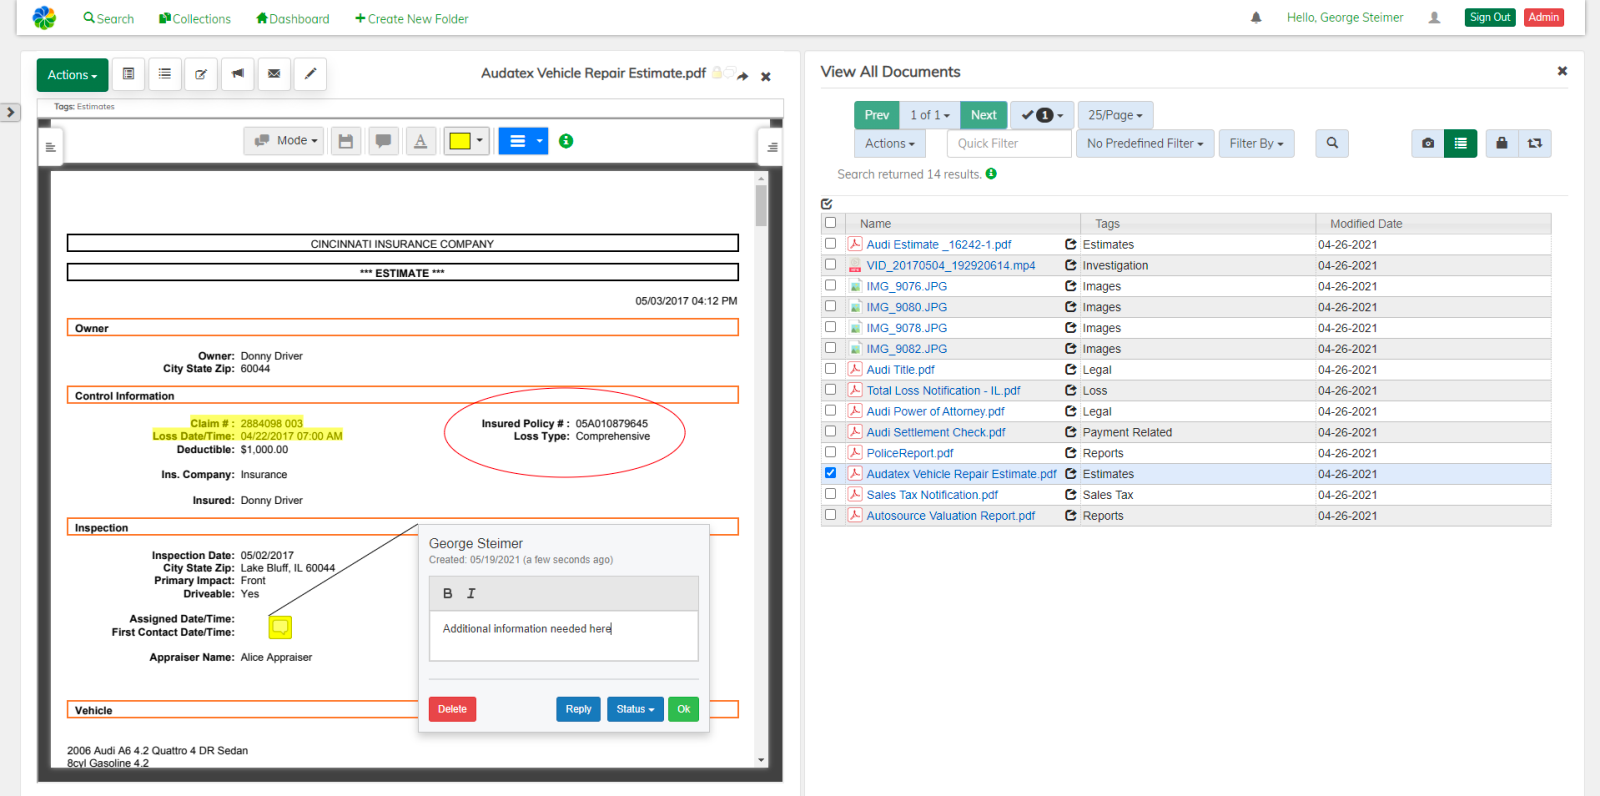 Search
Collections
Dashboard
Create New Folder
Hello, George Steimer
Sign Out
Admin
Actions
Audatex Vehicle Repair Estimate.pdf
Tags: Estimates
Mode
A
CINCINNATI INSURANCE COMPANY
*** ESTIMATE ***
05/03/2017 04:12 PM
Owner
Owner: Donny Driver
City State Zip: 60044
Control Information
Claim # : 2884098 003
Insured Policy # : 05A010879645
Loss Date/Time: 04/22/2017 07:00 AM
Loss Type: Comprehensive
Deductible: $1,000.00
Ins. Company: Insurance
Insured: Donny Driver
Inspection
Inspection Date: 05/02/2017
City State Zip: Lake Bluff, IL 60044
Primary Impact: Front
Driveable: Yes
Assigned Date/Time:
First Contact Date/Time:
Appraiser Name: Alice Appraiser
Vehicle
2006 Audi A6 4.2 Quattro 4 DR Sedan
8cyl Gasoline 4.2
George Steimer
Created: 05/19/2021 (a few seconds ago)
B I
Additional information needed here
Delete
Reply
Status
Ok
View All Documents
Prev
1 of 1
Next
1
25/Page
Actions
Quick Filter
No Predefined Filter
Filter By
Search returned 14 results.
Name Tags Modified Date
Audi Estimate _16242-1.pdf Estimates 04-26-2021
VID_20170504_192920614.mp4 Investigation 04-26-2021
IMG_9076.JPG Images 04-26-2021
IMG_9080.JPG Images 04-26-2021
IMG_9078.JPG Images 04-26-2021
IMG_9082.JPG Images 04-26-2021
Audi Title.pdf Legal 04-26-2021
Total Loss Notification - IL.pdf Loss 04-26-2021
Audi Power of Attorney.pdf Legal 04-26-2021
Audi Settlement Check.pdf Payment Related 04-26-2021
PoliceReport.pdf Reports 04-26-2021
Audatex Vehicle Repair Estimate.pdf Estimates 04-26-2021
Sales Tax Notification.pdf Sales Tax 04-26-2021
Autosource Valuation Report.pdf Reports 04-26-2021